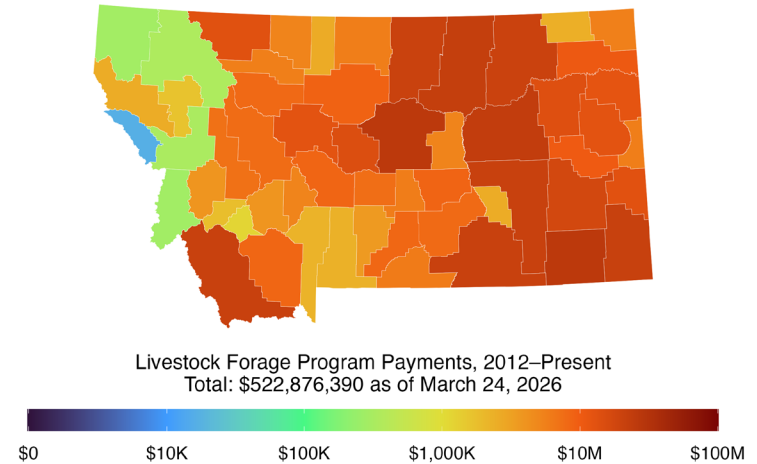 Livestock Forage Program Payments, 2012–Present
Total: $522,876,390 as of March 24, 2026
$0 $10K $100K $1,000K $10M $100M